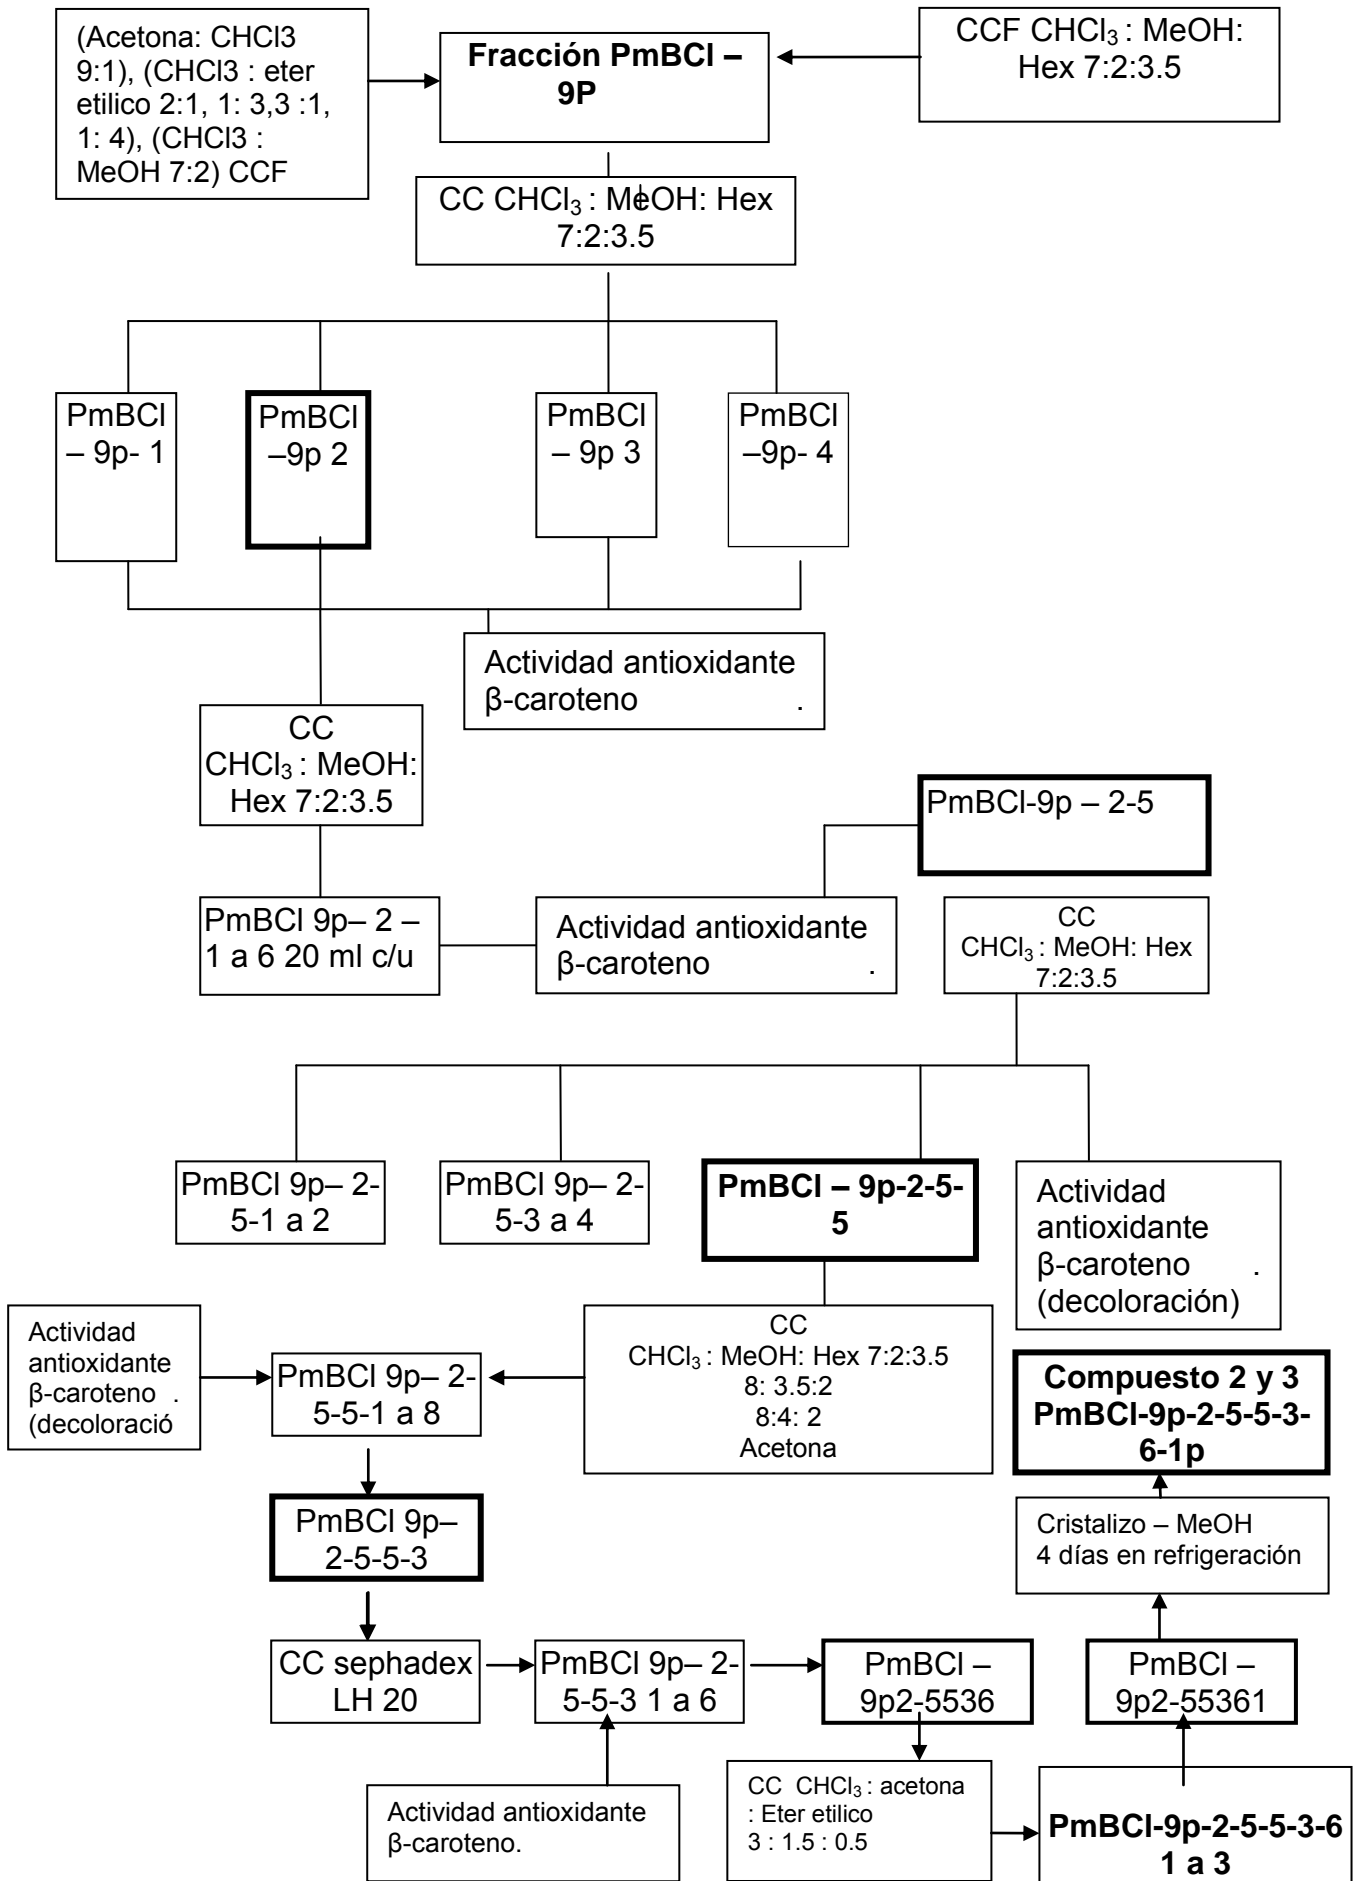 (Acetona: CHCl3
9:1), (CHCl3 : eter
etilico 2:1, 1: 3,3 :1,
1: 4), (CHCl3 :
MeOH 7:2) CCF
Fracción PmBCl –
9P
CCF CHCl₃ : MeOH:
Hex 7:2:3.5
CC CHCl₃ : MeOH: Hex
7:2:3.5
PmBCl
– 9p- 1
PmBCl
–9p 2
PmBCl
– 9p 3
PmBCl
–9p- 4
Actividad antioxidante
β-caroteno .
CC
CHCl₃ : MeOH:
Hex 7:2:3.5
PmBCl-9p – 2-5
PmBCl 9p– 2 –
1 a 6 20 ml c/u
Actividad antioxidante
β-caroteno .
CC
CHCl₃ : MeOH: Hex
7:2:3.5
PmBCl 9p– 2-
5-1 a 2
PmBCl 9p– 2-
5-3 a 4
PmBCl – 9p-2-5-
5
Actividad
antioxidante
β-caroteno .
(decoloración)
Actividad
antioxidante
β-caroteno .
(decoloració
PmBCl 9p– 2-
5-5-1 a 8
CC
CHCl₃ : MeOH: Hex 7:2:3.5
8: 3.5:2
8:4: 2
Acetona
Compuesto 2 y 3
PmBCl-9p-2-5-5-3-
6-1p
PmBCl 9p–
2-5-5-3
Cristalizo – MeOH
4 días en refrigeración
CC sephadex
LH 20
PmBCl 9p– 2-
5-5-3 1 a 6
PmBCl –
9p2-5536
PmBCl –
9p2-55361
Actividad antioxidante
β-caroteno.
CC CHCl₃ : acetona
: Eter etilico
3 : 1.5 : 0.5
PmBCl-9p-2-5-5-3-6
1 a 3